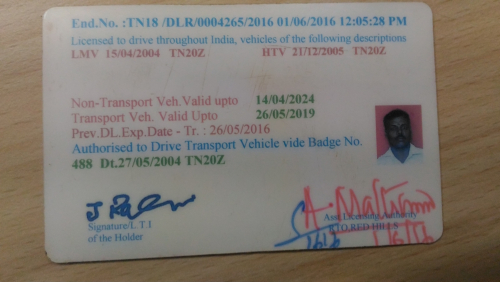 End.No. :TN18 /DLR/0004265/2016 01/06/2016 12:05:28 PM
Licensed to drive throughout India, vehicles of the following descriptions
LMV 15/04/2004 TN20Z HTV 21/12/2005 TN20Z
Non-Transport Veh.Valid upto 14/04/2024
Transport Veh. Valid Upto 26/05/2019
Prev.DL.Exp.Date - Tr. : 26/05/2016
Authorised to Drive Transport Vehicle vide Badge No.
488 Dt.27/05/2004 TN20Z
Signature/L T.I
of the Holder
Asst.Licensing Authority
RTO,RED HILLS